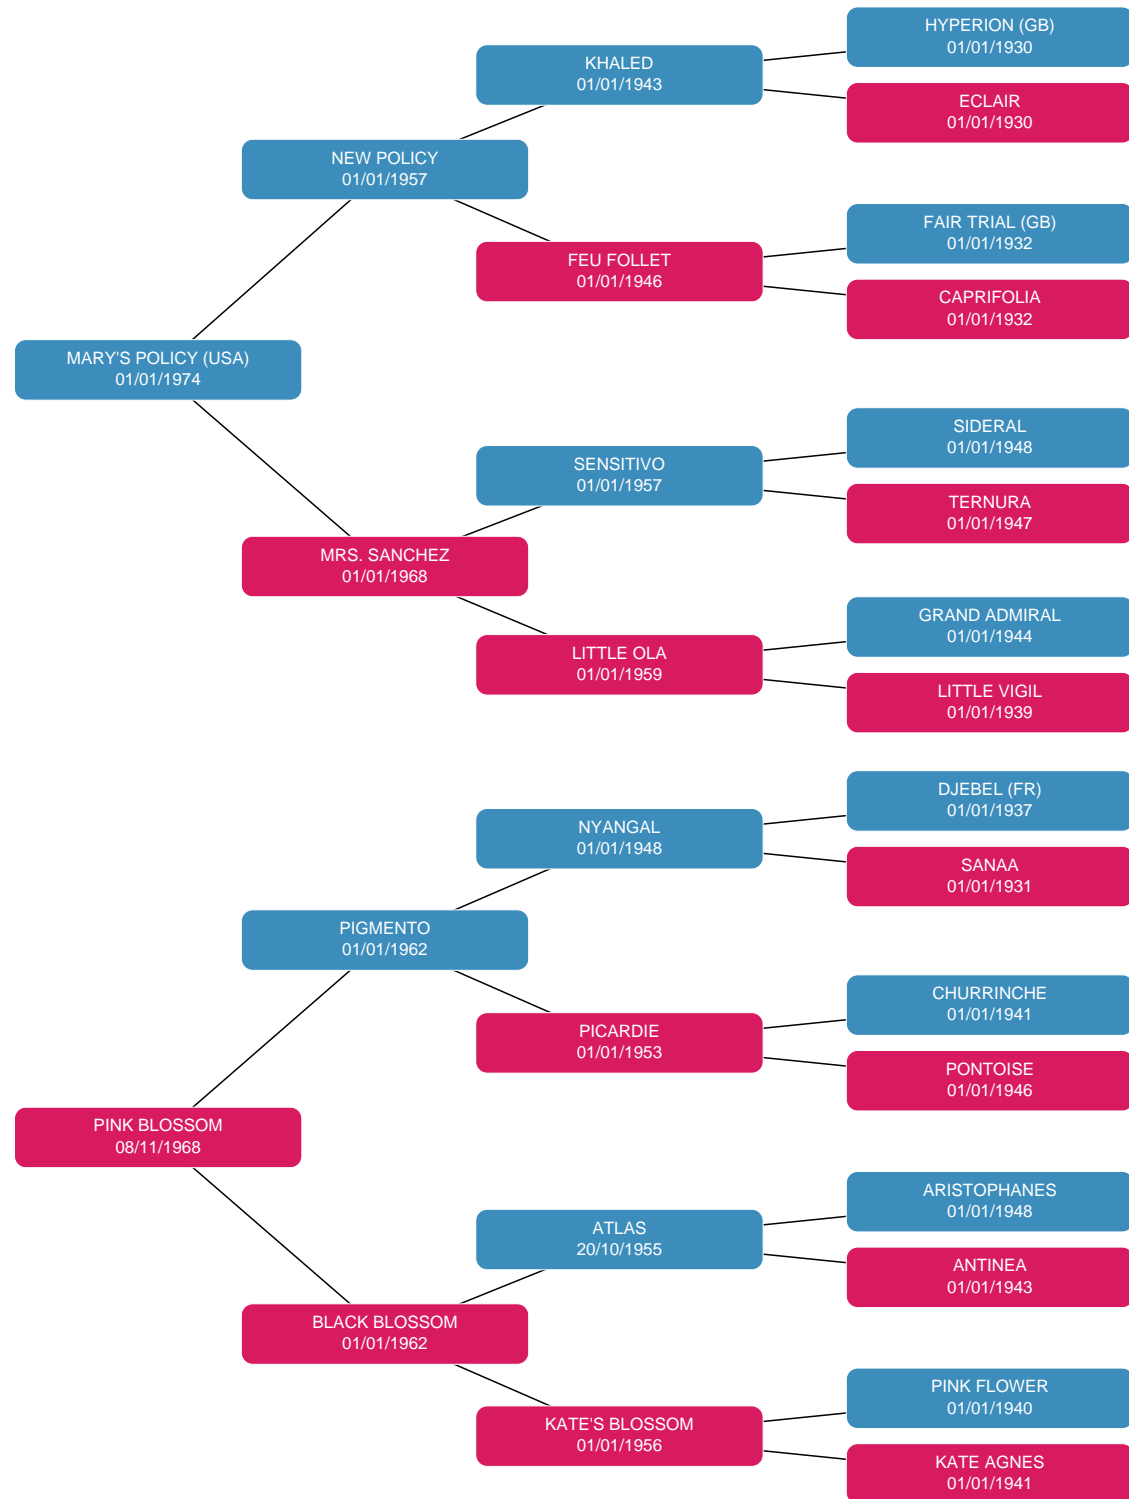 HYPERION (GB)
01/01/1930
KHALED
01/01/1943
ECLAIR
01/01/1930
NEW POLICY
01/01/1957
FAIR TRIAL (GB)
01/01/1932
FEU FOLLET
01/01/1946
CAPRIFOLIA
01/01/1932
MARY'S POLICY (USA)
01/01/1974
SIDERAL
01/01/1948
SENSITIVO
01/01/1957
TERNURA
01/01/1947
MRS. SANCHEZ
01/01/1968
GRAND ADMIRAL
01/01/1944
LITTLE OLA
01/01/1959
LITTLE VIGIL
01/01/1939
DJEBEL (FR)
01/01/1937
NYANGAL
01/01/1948
SANAA
01/01/1931
PIGMENTO
01/01/1962
CHURRINCHE
01/01/1941
PICARDIE
01/01/1953
PONTOISE
01/01/1946
PINK BLOSSOM
08/11/1968
ARISTOPHANES
01/01/1948
ATLAS
20/10/1955
ANTINEA
01/01/1943
BLACK BLOSSOM
01/01/1962
PINK FLOWER
01/01/1940
KATE'S BLOSSOM
01/01/1956
KATE AGNES
01/01/1941